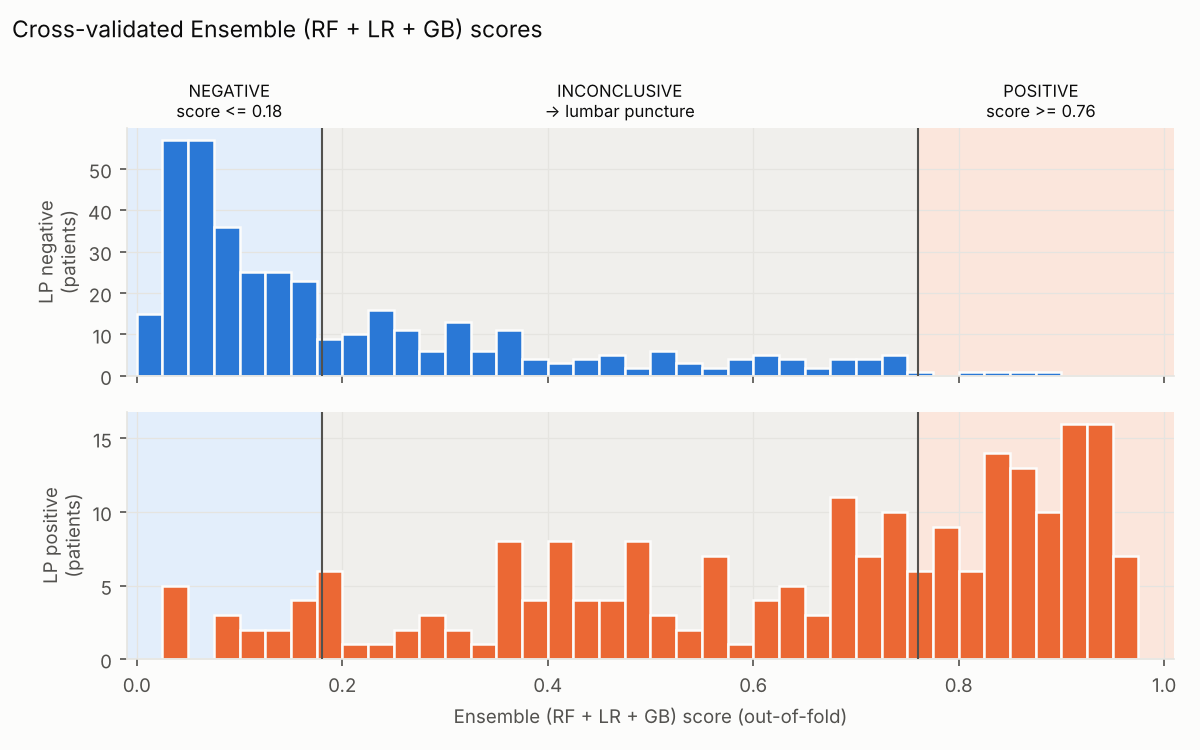 Cross-validated Ensemble (RF + LR + GB) scores
NEGATIVE
score <= 0.18
INCONCLUSIVE
→ lumbar puncture
POSITIVE
score >= 0.76
LP negative
(patients)
50
40
30
20
10
0
LP positive
(patients)
15
10
5
0
0.0 0.2 0.4 0.6 0.8 1.0
Ensemble (RF + LR + GB) score (out-of-fold)